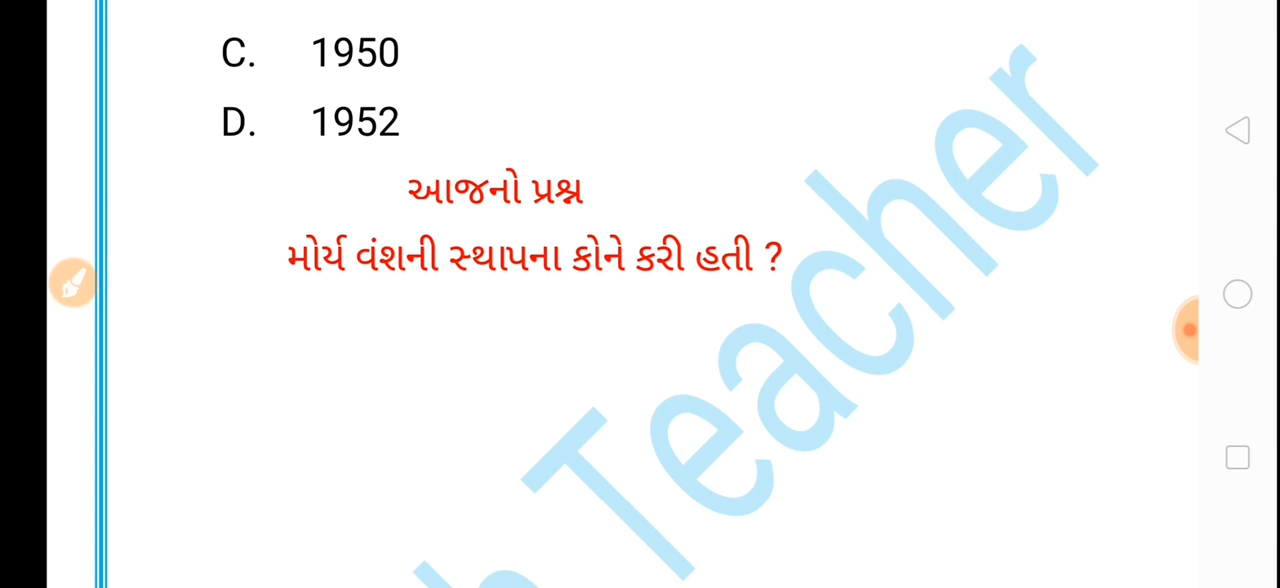 C. 1950
D. 1952
આજનો પ્રશ્ન
મોર્ય વંશની સ્થાપના કોને કરી હતી ?
Teacher